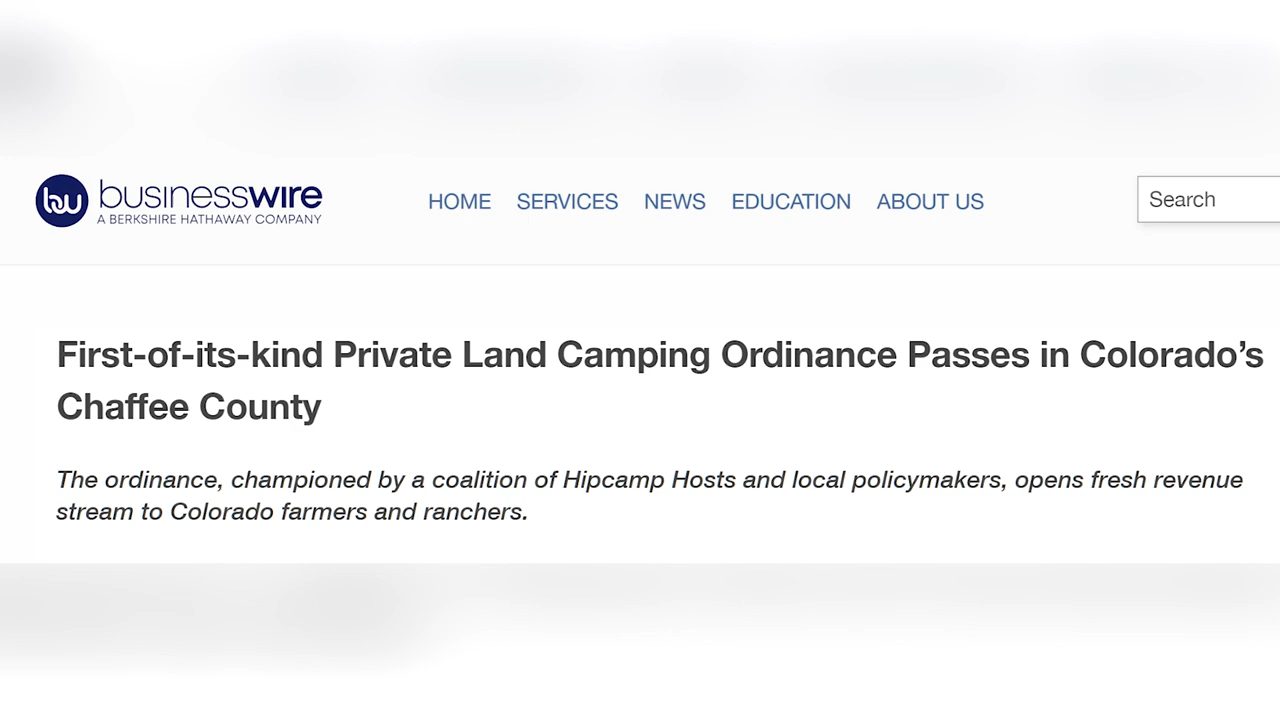 businesswire
A BERKSHIRE HATHAWAY COMPANY
HOME SERVICES NEWS EDUCATION ABOUT US
Search
First-of-its-kind Private Land Camping Ordinance Passes in Colorado’s
Chaffee County
The ordinance, championed by a coalition of Hipcamp Hosts and local policymakers, opens fresh revenue
stream to Colorado farmers and ranchers.